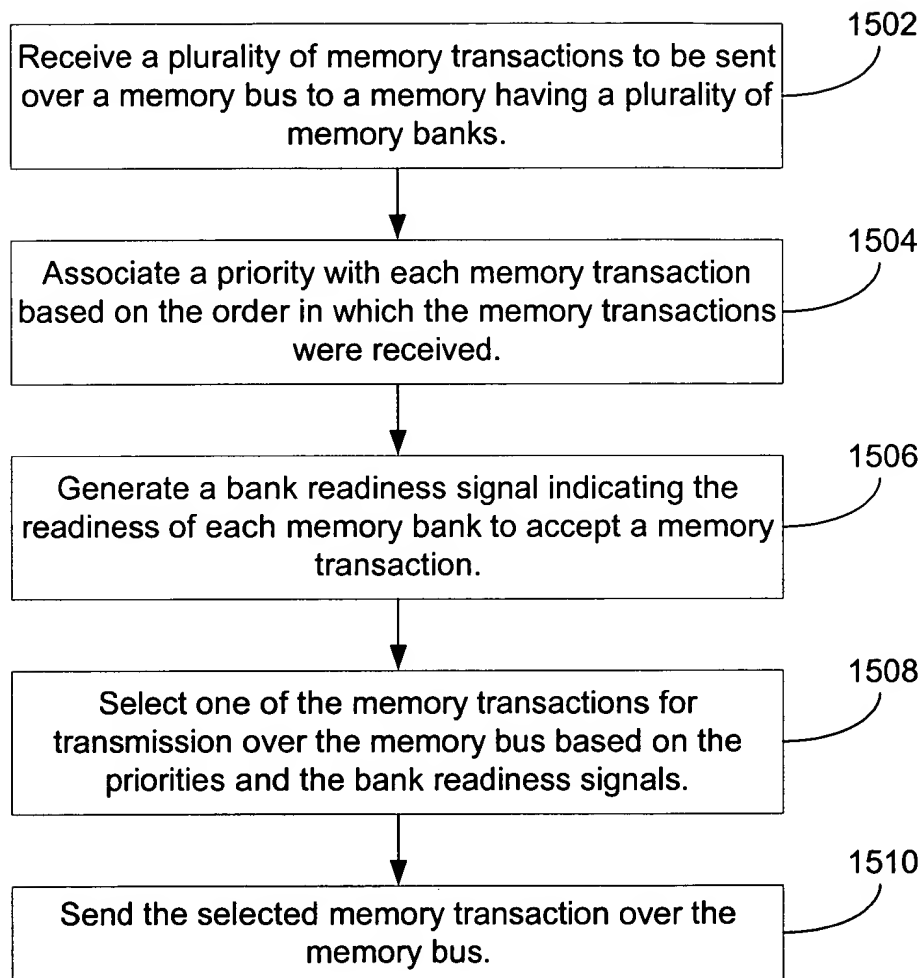 1502
Receive a plurality of memory transactions to be sent
over a memory bus to a memory having a plurality of
memory banks.
1504
Associate a priority with each memory transaction
based on the order in which the memory transactions
were received.
1506
Generate a bank readiness signal indicating the
readiness of each memory bank to accept a memory
transaction.
1508
Select one of the memory transactions for
transmission over the memory bus based on the
priorities and the bank readiness signals.
1510
Send the selected memory transaction over the
memory bus.